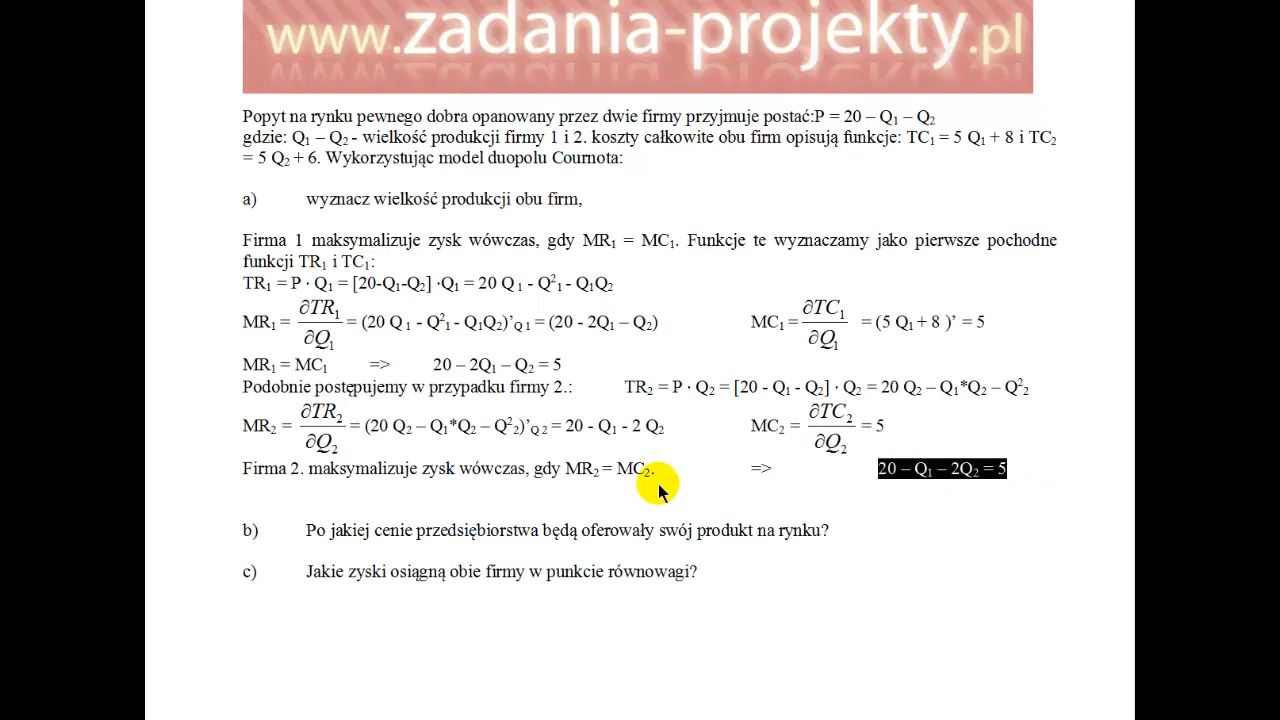 www.zadania-projekty.pl
Popyt na rynku pewnego dobra opanowany przez dwie firmy przyjmuje postać:P = 20 – Q₁ – Q₂
gdzie: Q₁ – Q₂ - wielkość produkcji firmy 1 i 2. koszty całkowite obu firm opisują funkcje: TC₁ = 5 Q₁ + 8 i TC₂
= 5 Q₂ + 6. Wykorzystując model duopolu Cournota:
a) wyznacz wielkość produkcji obu firm,
Firma 1 maksymalizuje zysk wówczas, gdy MR₁ = MC₁. Funkcje te wyznaczamy jako pierwsze pochodne
funkcji TR₁ i TC₁:
TR₁ = P · Q₁ = [20-Q₁-Q₂] ·Q₁ = 20 Q₁ - Q²₁ - Q₁Q₂
MR₁ = ∂TR₁/∂Q₁ = (20 Q₁ - Q²₁ - Q₁Q₂)’Q₁ = (20 - 2Q₁ – Q₂) MC₁ = ∂TC₁/∂Q₁ = (5 Q₁ + 8 )’ = 5
MR₁ = MC₁ => 20 – 2Q₁ – Q₂ = 5
Podobnie postępujemy w przypadku firmy 2.: TR₂ = P · Q₂ = [20 - Q₁ - Q₂] · Q₂ = 20 Q₂ – Q₁*Q₂ – Q²₂
MR₂ = ∂TR₂/∂Q₂ = (20 Q₂ – Q₁*Q₂ – Q²₂)’Q₂ = 20 - Q₁ - 2 Q₂ MC₂ = ∂TC₂/∂Q₂ = 5
Firma 2. maksymalizuje zysk wówczas, gdy MR₂ = MC₂. => 20 – Q₁ – 2Q₂ = 5
b) Po jakiej cenie przedsiębiorstwa będą oferowały swój produkt na rynku?
c) Jakie zyski osiągną obie firmy w punkcie równowagi?